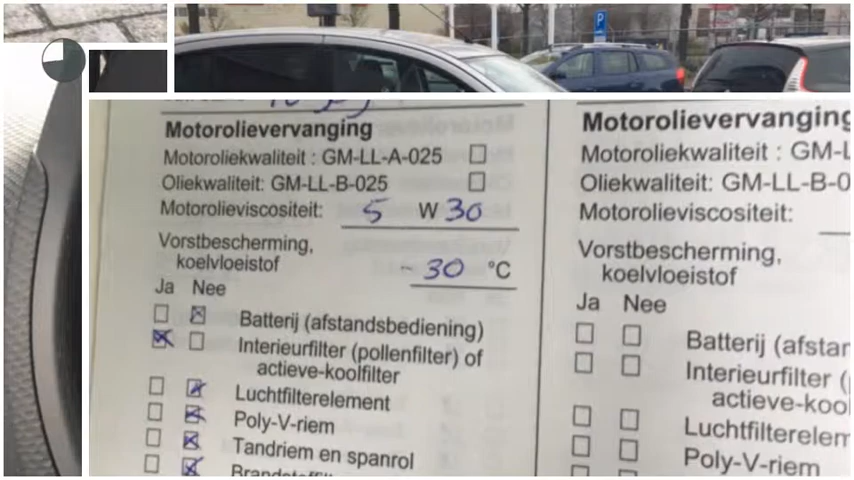 P
Motorolievervanging
Motoroliekwaliteit : GM-LL-A-025
Oliekwaliteit: GM-LL-B-025
Motorolieviscositeit: 5 W 30
Vorstbescherming,
koelvloeistof - 30 °C
Ja Nee
Batterij (afstandsbediening)
Interieurfilter (pollenfilter) of
actieve-koolfilter
Luchtfilterelement
Poly-V-riem
Tandriem en spanrol
Motorolievervanging
Motoroliekwaliteit : GM-L
Oliekwaliteit: GM-LL-B-0
Motorolieviscositeit:
Vorstbescherming,
koelvloeistof
Ja Nee
Batterij (afstar
Interieurfilter (
actieve-koo
Luchtfilterelem
Poly-V-riem